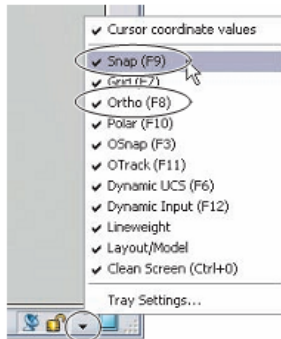 Cursor coordinate values
Snap (F9)
Grid (F7)
Ortho (F8)
Polar (F10)
OSnap (F3)
OTrack (F11)
Dynamic UCS (F6)
Dynamic Input (F12)
Lineweight
Layout/Model
Clean Screen (Ctrl+0)
Tray Settings...